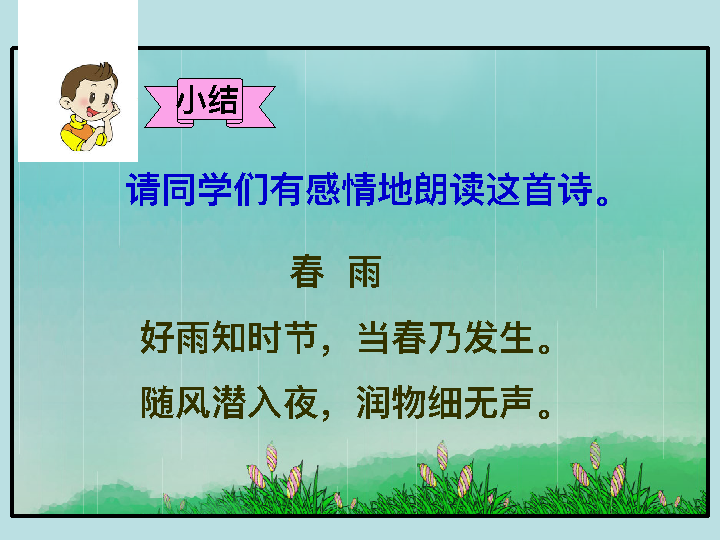 小结
请同学们有感情地朗读这首诗。
春 雨
好雨知时节，当春乃发生。
随风潜入夜，润物细无声。